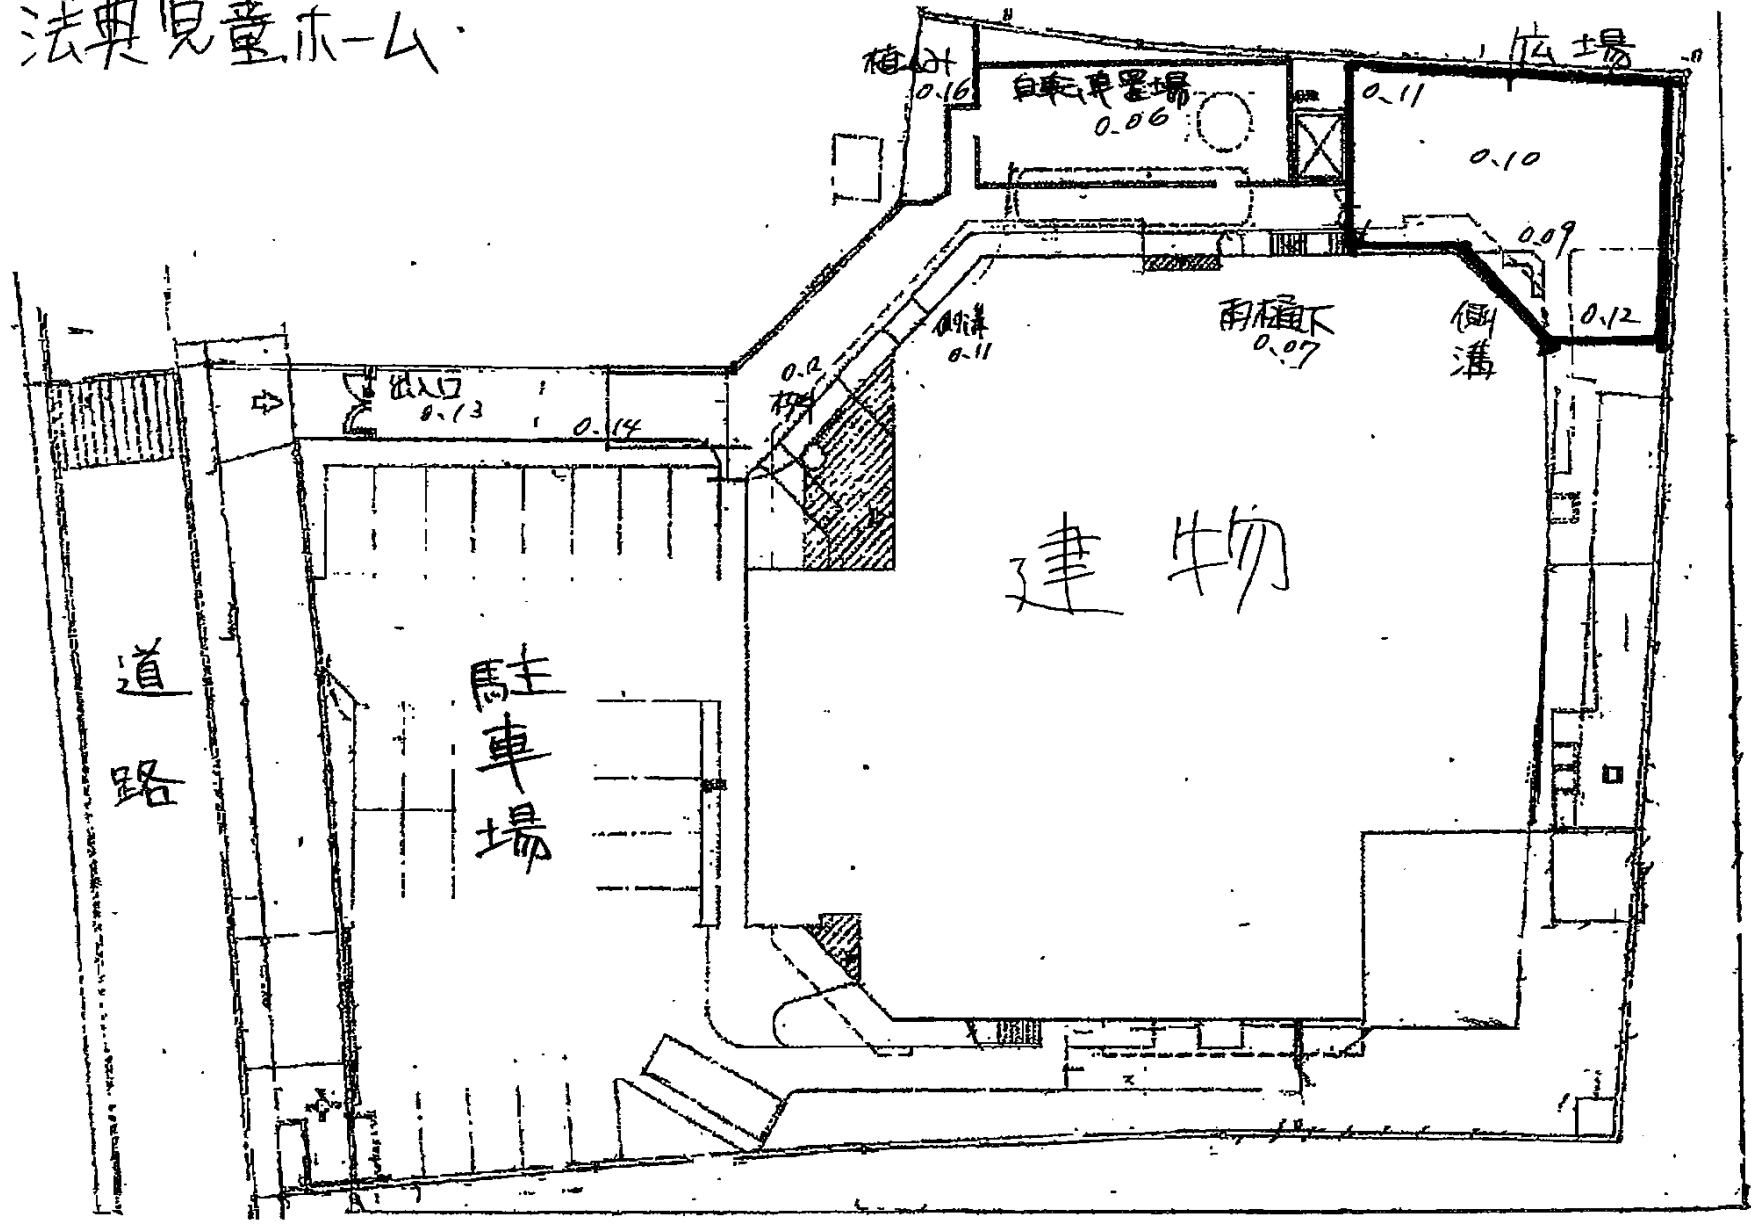 法典児童ホーム
広場
植込み
0.16
自転車置場
0.06
0.11
0.10
0.09
0.12
側溝
0.11
雨樋下
0.07
側溝
0.12
桝
出入口
0.13
0.14
建物
道路
駐車場